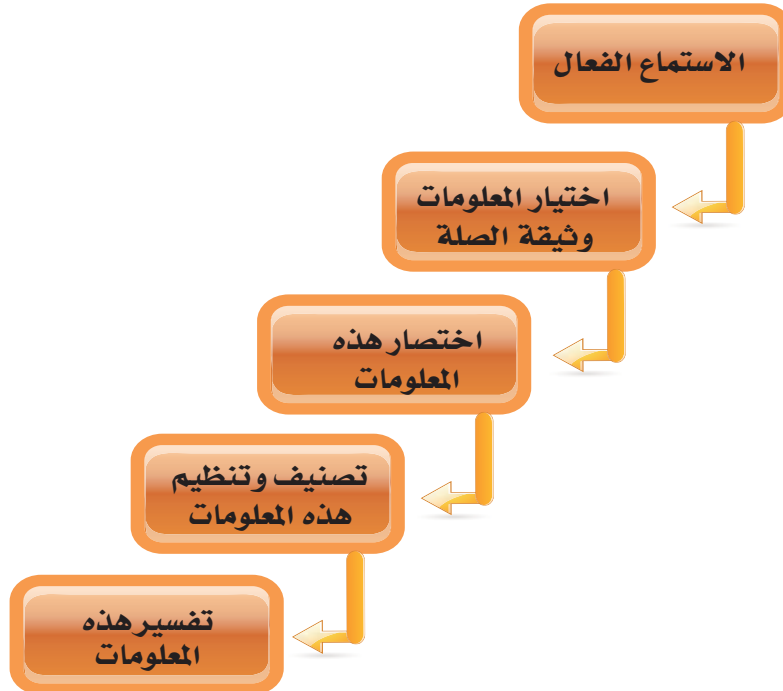 الاستماع الفعال
اختيار المعلومات
وثيقة الصلة
اختصار هذه
المعلومات
تصنيف وتنظيم
هذه المعلومات
تفسير هذه
المعلومات